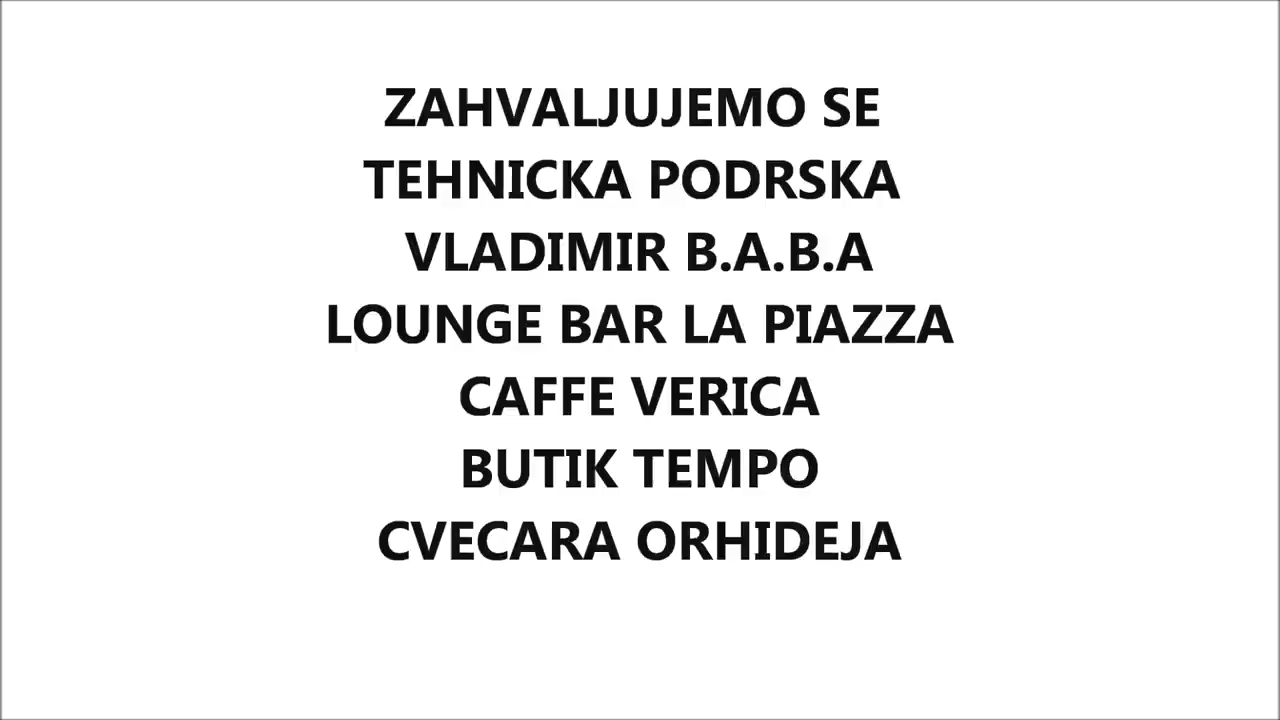 ZAHVALJUJEMO SE
TEHNICKA PODRSKA
VLADIMIR B.A.B.A
LOUNGE BAR LA PIAZZA
CAFFE VERICA
BUTIK TEMPO
CVECARA ORHIDEJA